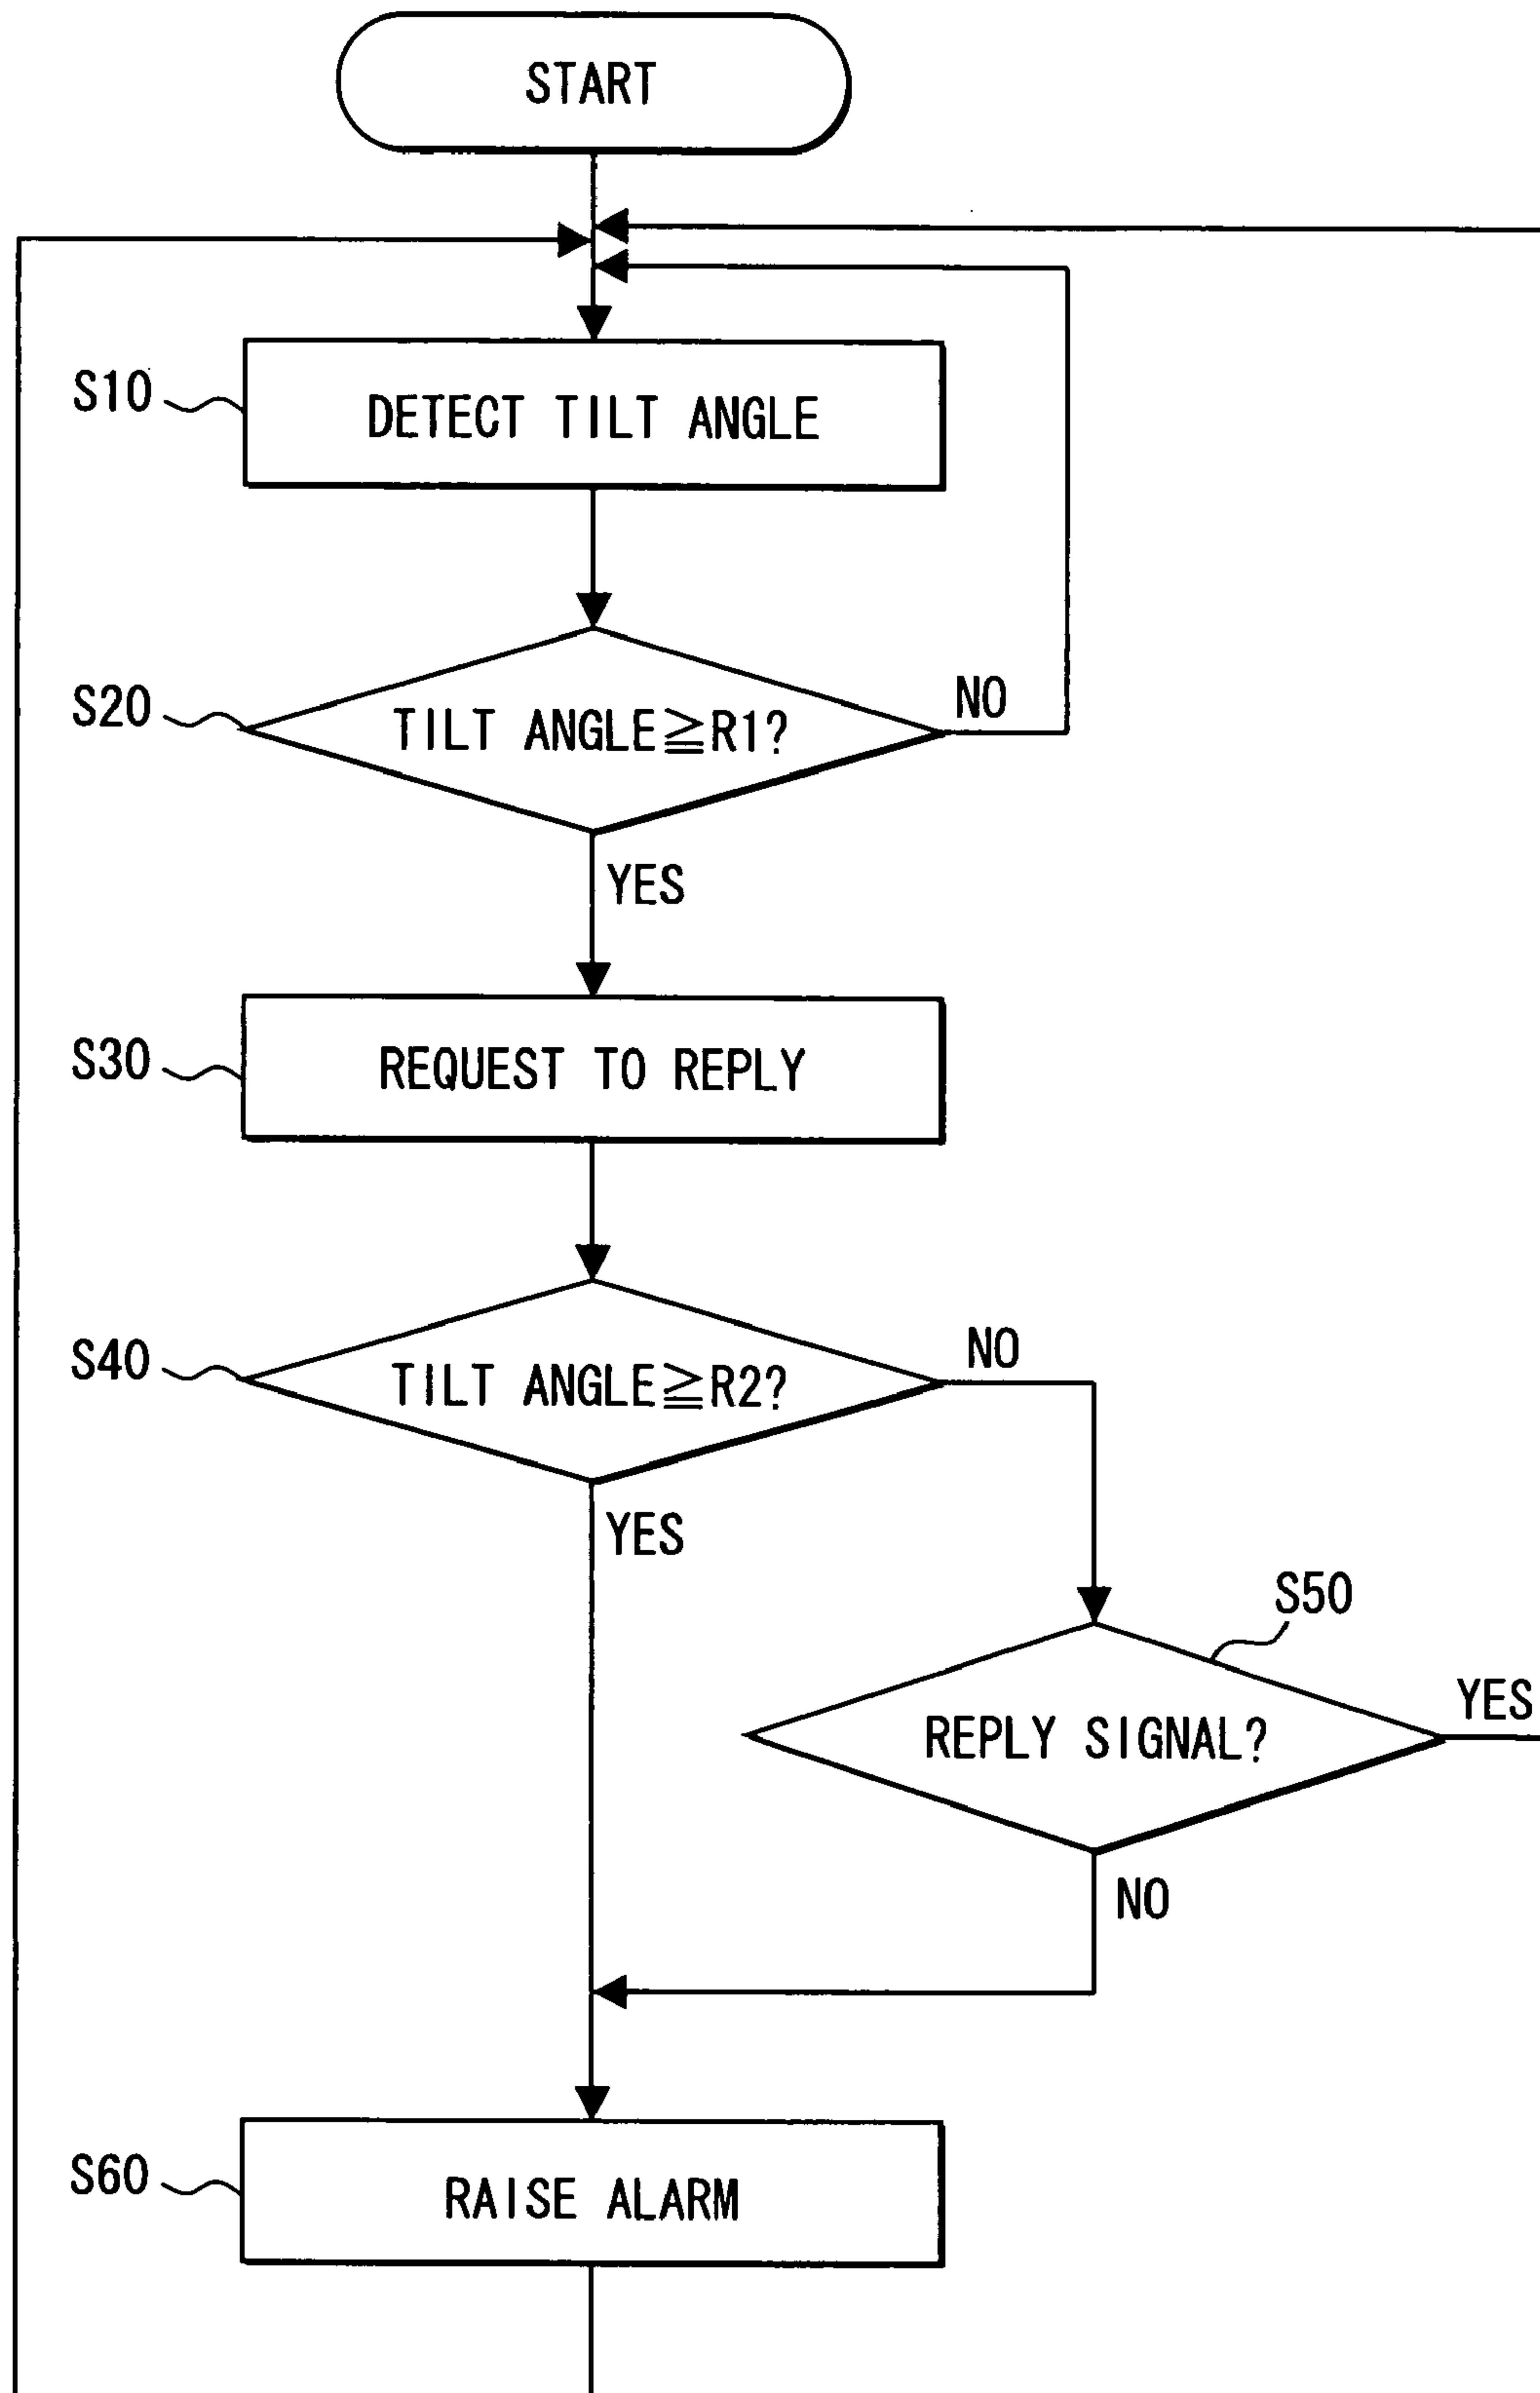 START
S10
DETECT TILT ANGLE
S20
TILT ANGLE≧R1?
NO
YES
S30
REQUEST TO REPLY
S40
TILT ANGLE≧R2?
NO
YES
S50
REPLY SIGNAL?
YES
NO
S60
RAISE ALARM